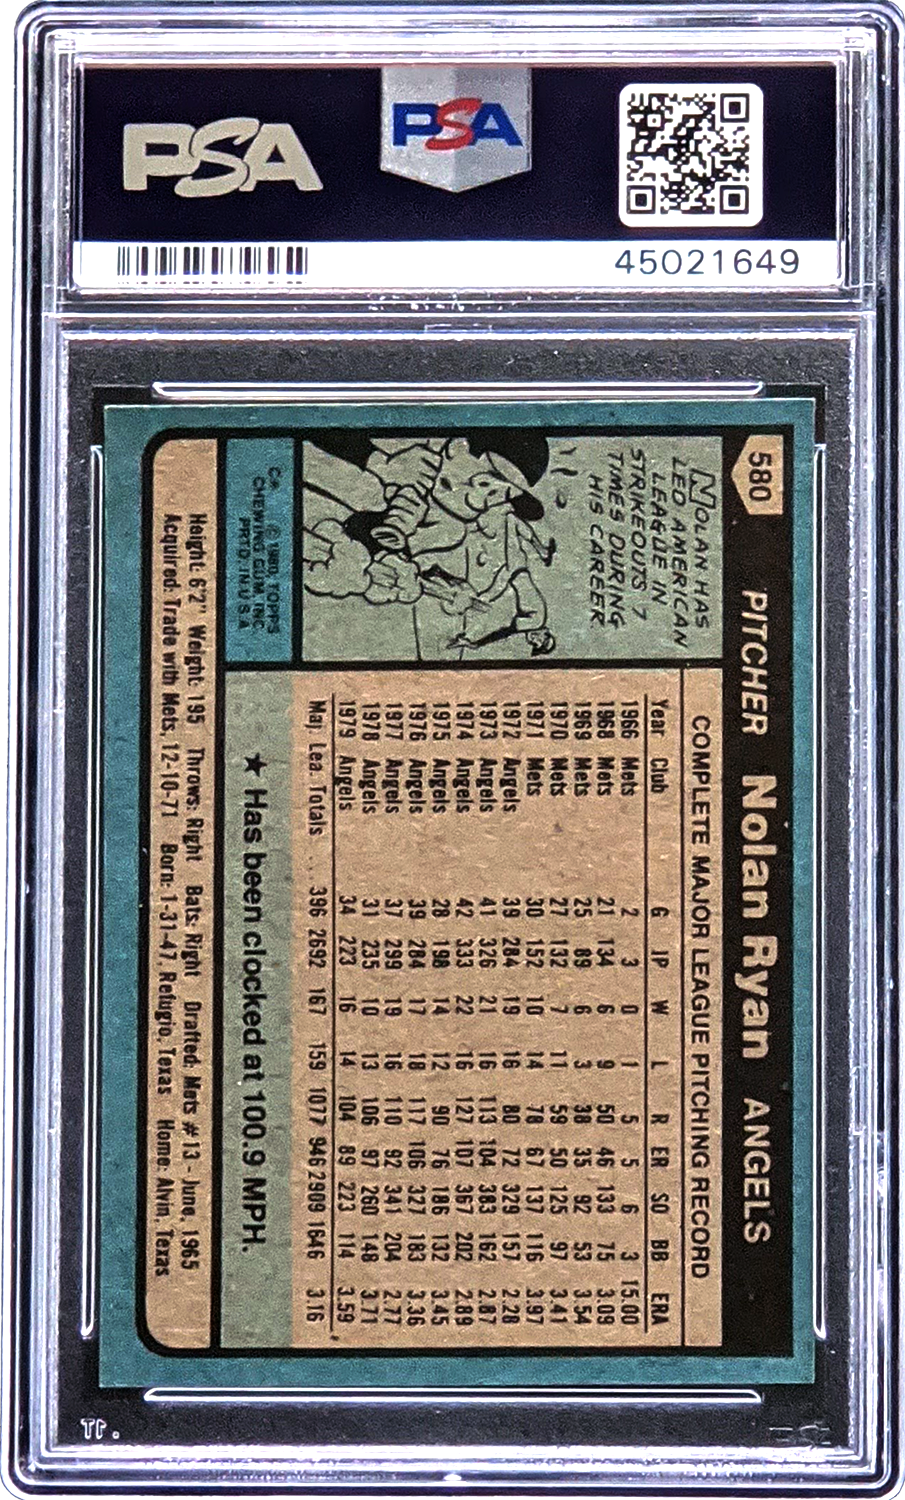 PSA
PSA
45021649
580 PITCHER Nolan Ryan ANGELS
NOLAN HAS
LED AMERICAN
LEAGUE IN
STRIKEOUTS 7
TIMES DURING
HIS CAREER
COMPLETE MAJOR LEAGUE PITCHING RECORD
Year Club G IP W L R ER SO BB ERA
1966 Mets 2 3 0 1 5 5 6 3 15.00
1968 Mets 21 134 6 9 50 46 133 75 3.09
1969 Mets 25 89 6 3 38 35 92 53 3.54
1970 Mets 27 132 7 11 59 50 125 97 3.41
1971 Mets 30 152 10 14 78 67 137 116 3.97
1972 Angels 39 284 19 16 80 72 329 157 2.28
1973 Angels 41 326 21 16 113 104 383 162 2.87
1974 Angels 42 333 22 16 127 107 367 202 2.89
1975 Angels 28 198 14 12 90 76 186 132 3.45
1976 Angels 39 284 17 18 117 106 327 183 3.36
1977 Angels 37 299 19 16 110 92 341 204 2.77
1978 Angels 31 235 10 13 106 97 260 148 3.71
1979 Angels 34 223 16 14 104 89 223 114 3.59
Maj. Lea. Totals . . . 396 2692 167 159 1077 946 2909 1646 3.16
© 1980 TOPPS
CHEWING GUM, INC.
PRTD. IN U.S.A.
★ Has been clocked at 100.9 MPH.
Height: 6'2" Weight: 195 Throws: Right Bats: Right Drafted: Mets #13 - June, 1965
Acquired: Trade with Mets, 12-10-71 Born: 1-31-47, Refugio, Texas Home: Alvin, Texas